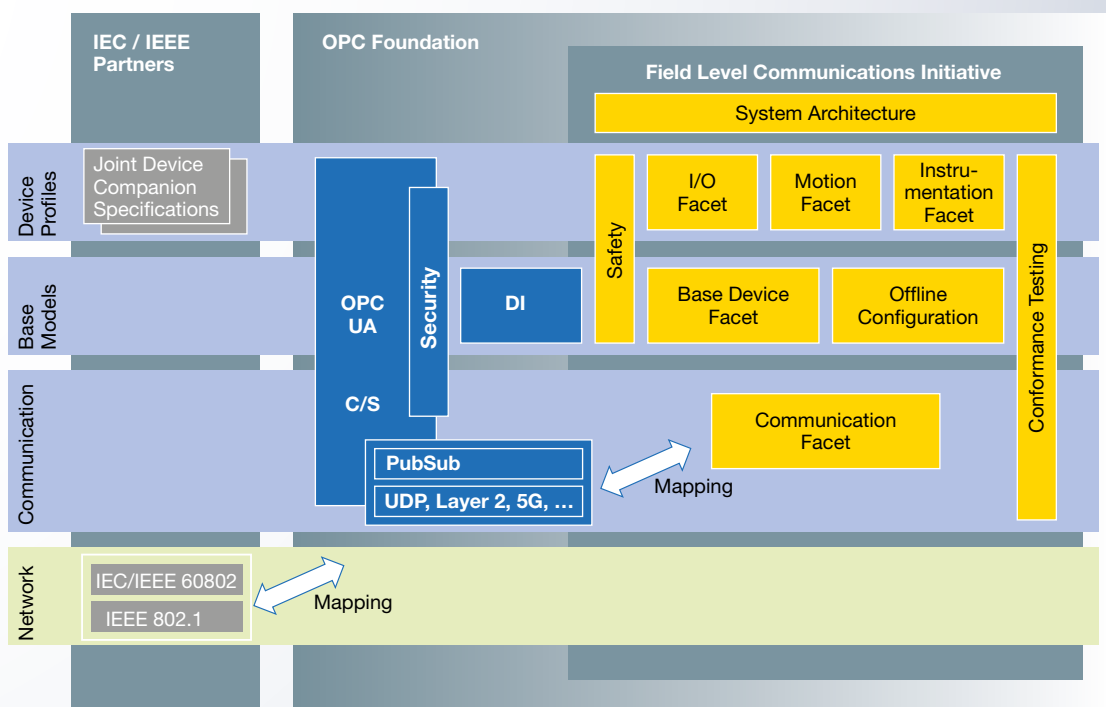 IEC / IEEE
Partners
OPC Foundation
Field Level Communications Initiative
System Architecture
Device
Profiles
Joint Device
Companion
Specifications
I/O
Facet
Motion
Facet
Instru-
mentation
Facet
Safety
Conformance Testing
Base
Models
OPC
UA
Security
DI
Base Device
Facet
Offline
Configuration
Communication
C/S
PubSub
UDP, Layer 2, 5G, ...
Mapping
Communication
Facet
Network
IEC/IEEE 60802
IEEE 802.1
Mapping